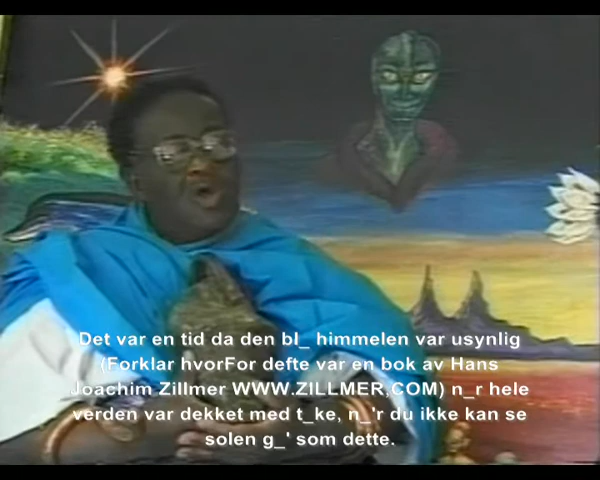 Det var en tid da den bl_ himmelen var usynlig
(Forklar hvorFor defte var en bok av Hans
Joachim Zillmer WWW.ZILLMER,COM) n_r hele
verden var dekket med t_ke, n_'r du ikke kan se
solen g_' som dette.